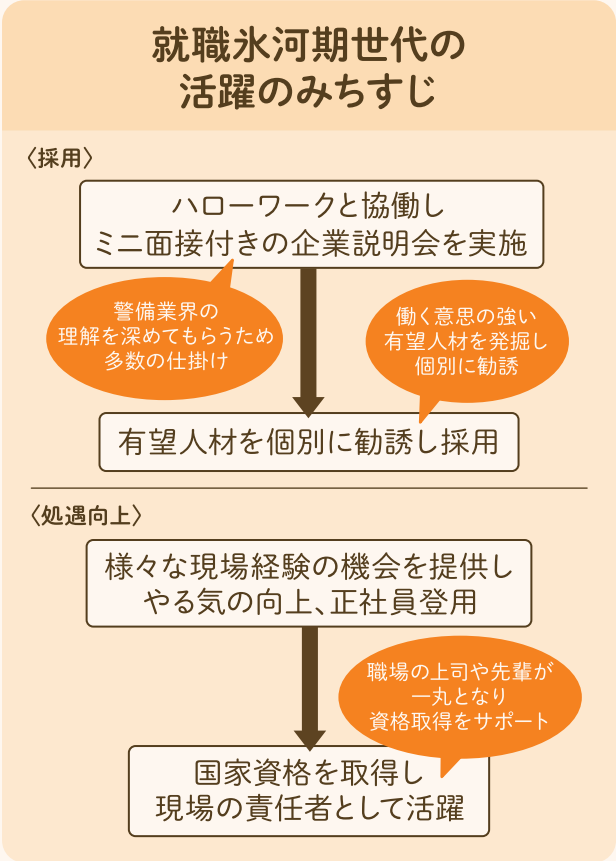 就職氷河期世代の
活躍のみちすじ
〈採用〉
ハローワークと協働し
ミニ面接付きの企業説明会を実施
警備業界の
理解を深めてもらうため
多数の仕掛け
働く意思の強い
有望人材を発掘し
個別に勧誘
有望人材を個別に勧誘し採用
〈処遇向上〉
様々な現場経験の機会を提供し
やる気の向上、正社員登用
職場の上司や先輩が
一丸となり
資格取得をサポート
国家資格を取得し
現場の責任者として活躍